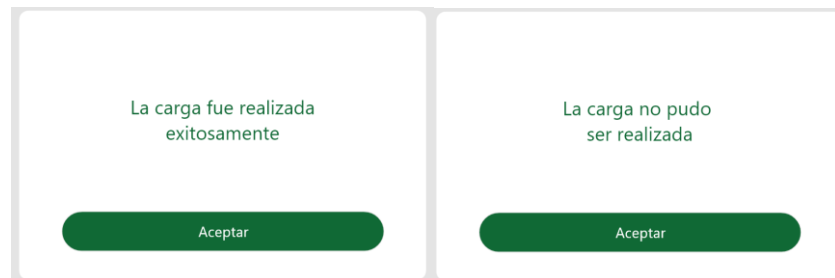 La carga fue realizada
exitosamente
Aceptar
La carga no pudo
ser realizada
Aceptar